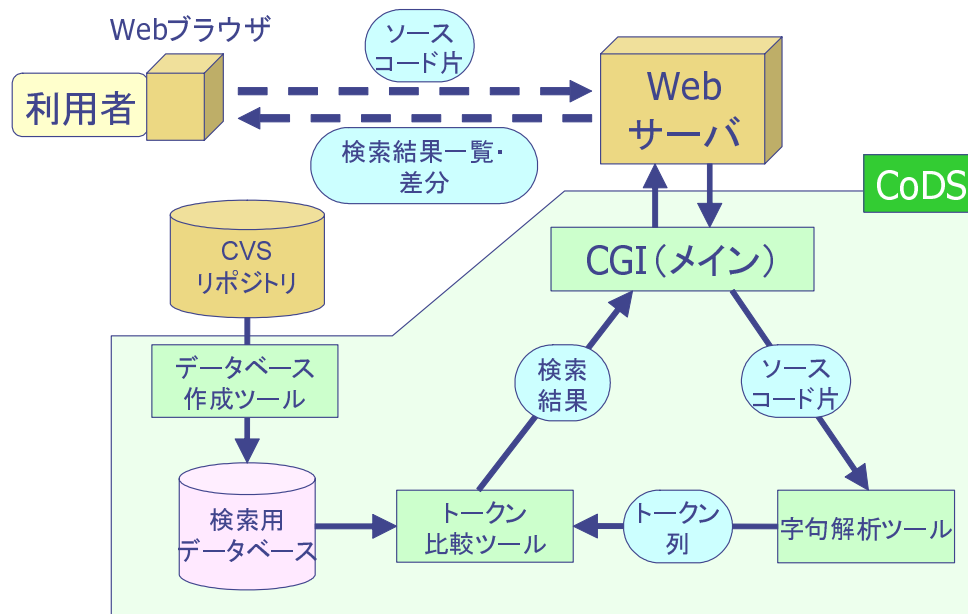 Webブラウザ
利用者
ソース
コード片
検索結果一覧・
差分
Web
サーバ
CoDS
CVS
リポジトリ
CGI（メイン）
データベース
作成ツール
検索
結果
ソース
コード片
検索用
データベース
トークン
比較ツール
トークン
列
字句解析ツール